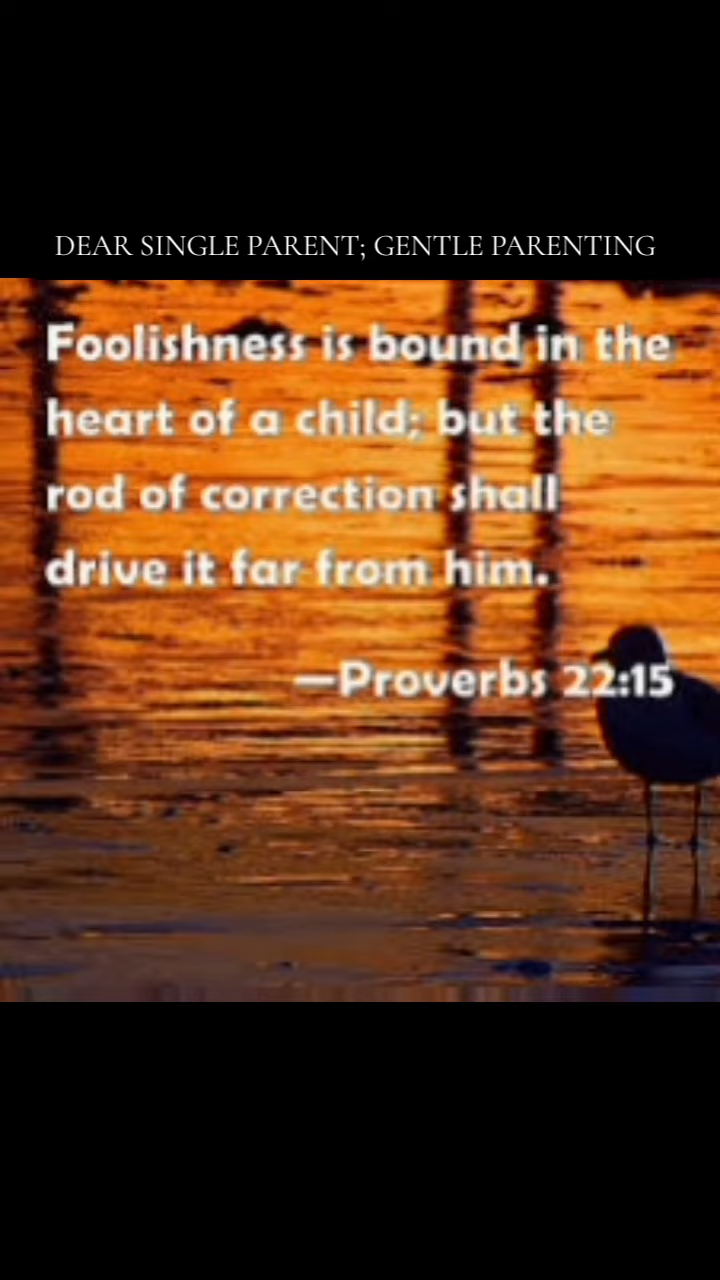 DEAR SINGLE PARENT; GENTLE PARENTING
Foolishness is bound in the
heart of a child; but the
rod of correction shall
drive it far from him.
—Proverbs 22:15